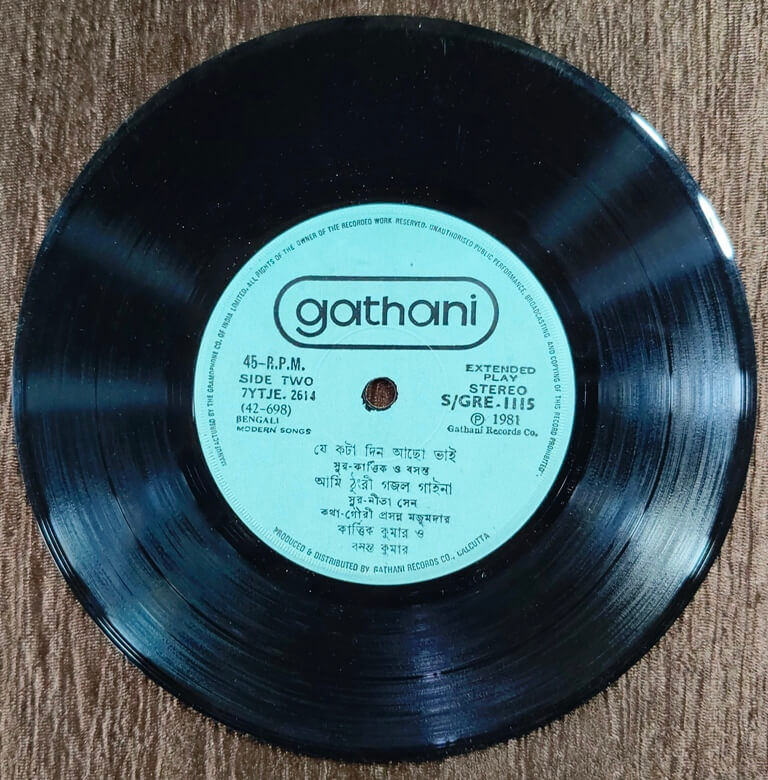 MANUFACTURED BY THE GRAMOPHONE CO. OF INDIA LIMITED. ALL RIGHTS OF THE OWNER OF THE RECORDED WORK RESERVED. UNAUTHORISED PUBLIC PERFORMANCE, BROADCASTING AND COPYING OF THIS RECORD PROHIBITED.
gathani
45-R.P.M.
SIDE TWO
7YTJE. 2614
(42-698)
BENGALI
MODERN SONGS
EXTENDED
PLAY
STEREO
S/GRE-1115
Ⓟ 1981
Gathani Records Co.
যে কটা দিন আছো ভাই
সুর-কার্ত্তিক ও বসন্ত
আমি ঠুংরী গজল গাইনা
সুর-নীতা সেন
কথা-গৌরী প্রসন্ন মজুমদার
কার্ত্তিক কুমার ও
বসন্ত কুমার
PRODUCED & DISTRIBUTED BY GATHANI RECORDS CO., CALCUTTA